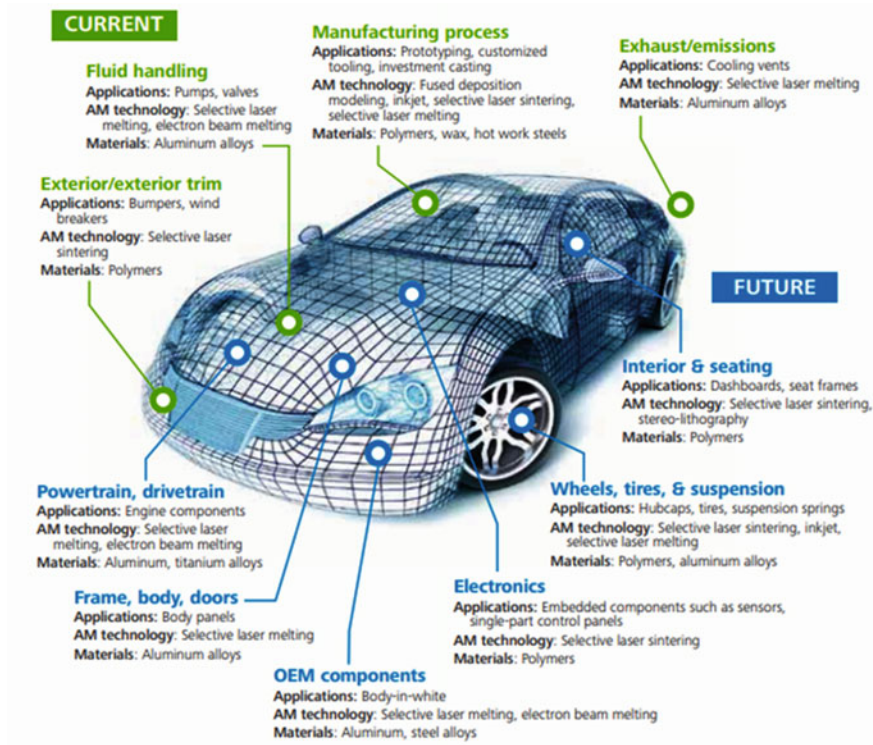 CURRENT
Fluid handling
Applications: Pumps, valves
AM technology: Selective laser
melting, electron beam melting
Materials: Aluminum alloys
Manufacturing process
Applications: Prototyping, customized
tooling, investment casting
AM technology: Fused deposition
modeling, inkjet, selective laser sintering,
selective laser melting
Materials: Polymers, wax, hot work steels
Exhaust/emissions
Applications: Cooling vents
AM technology: Selective laser melting
Materials: Aluminum alloys
Exterior/exterior trim
Applications: Bumpers, wind
breakers
AM technology: Selective laser
sintering
Materials: Polymers
FUTURE
Interior & seating
Applications: Dashboards, seat frames
AM technology: Selective laser sintering,
stereo-lithography
Materials: Polymers
Powertrain, drivetrain
Applications: Engine components
AM technology: Selective laser
melting, electron beam melting
Materials: Aluminum, titanium alloys
Wheels, tires, & suspension
Applications: Hubcaps, tires, suspension springs
AM technology: Selective laser sintering, inkjet,
selective laser melting
Materials: Polymers, aluminum alloys
Frame, body, doors
Applications: Body panels
AM technology: Selective laser melting
Materials: Aluminum alloys
Electronics
Applications: Embedded components such as sensors,
single-part control panels
AM technology: Selective laser sintering
Materials: Polymers
OEM components
Applications: Body-in-white
AM technology: Selective laser melting, electron beam melting
Materials: Aluminum, steel alloys